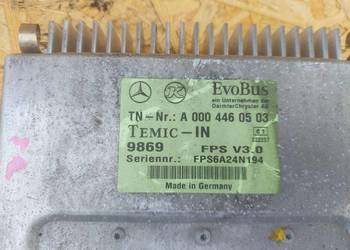 EvoBus
ein Unternehmen der
DaimlerChrysler AG
TN-Nr.: A 000 446 05 03
TEMIC-IN
9869 FPS V3.0
Seriennr.: FPS6A24N194
Made in Germany